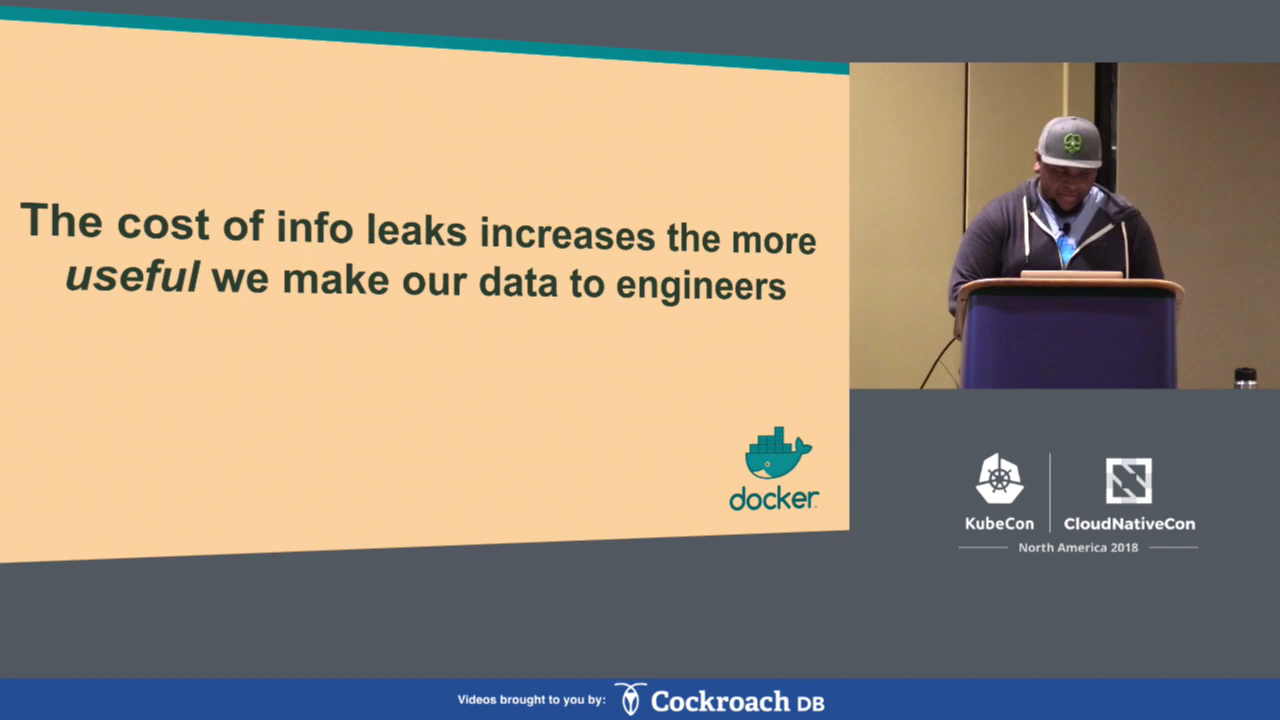 The cost of info leaks increases the more
useful we make our data to engineers
docker
KubeCon
CloudNativeCon
North America 2018
Videos brought to you by:
Cockroach DB